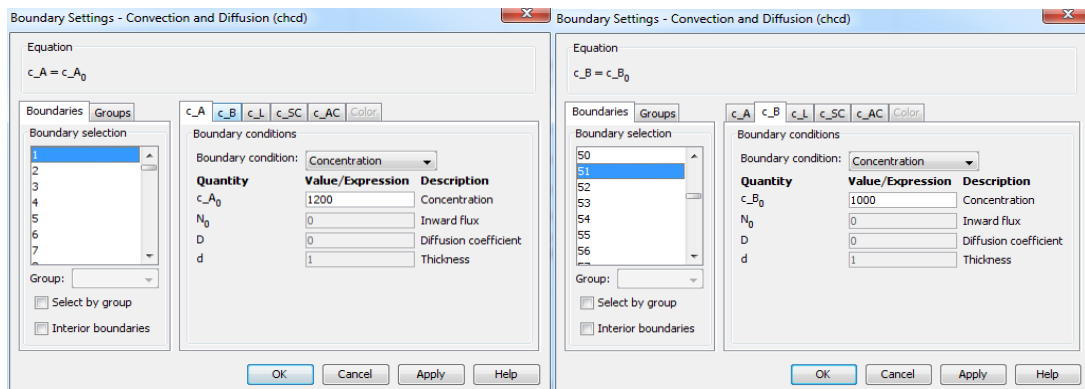 Boundary Settings - Convection and Diffusion (chcd)
Equation
c_A = c_A0
Boundaries Groups
c_A c_B c_L c_SC c_AC Color
Boundary selection
1
2
3
4
5
6
7
Group:
Select by group
Interior boundaries
Boundary conditions
Boundary condition: Concentration
Quantity Value/Expression Description
c_A0 1200 Concentration
N0 0 Inward flux
D 0 Diffusion coefficient
d 1 Thickness
OK Cancel Apply Help
Boundary Settings - Convection and Diffusion (chcd)
Equation
c_B = c_B0
Boundaries Groups
c_A c_B c_L c_SC c_AC Color
Boundary selection
50
51
52
53
54
55
56
Group:
Select by group
Interior boundaries
Boundary conditions
Boundary condition: Concentration
Quantity Value/Expression Description
c_B0 1000 Concentration
N0 0 Inward flux
D 0 Diffusion coefficient
d 1 Thickness
OK Cancel Apply Help